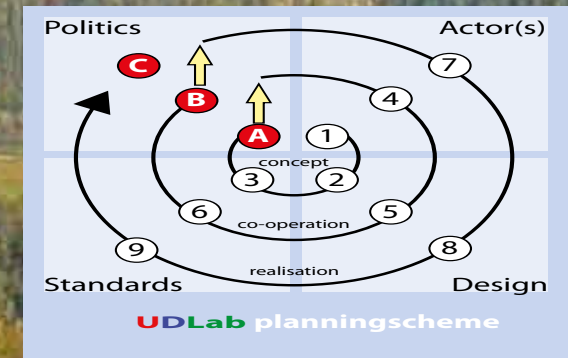 Politics Actor(s)
C 7
B 4
A 1
concept
3 2
6 5
co-operation
9 8
realisation
Standards Design
UDLab planningscheme